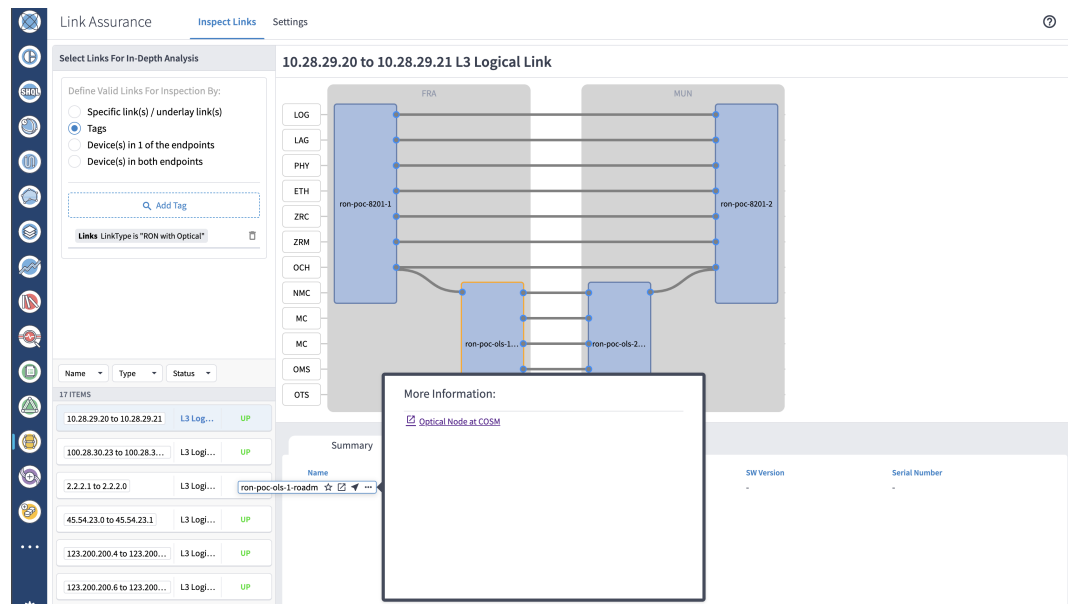 Link Assurance
Inspect Links
Settings
Select Links For In-Depth Analysis
Define Valid Links For Inspection By:
Specific link(s) / underlay link(s)
Tags
Device(s) in 1 of the endpoints
Device(s) in both endpoints
Add Tag
Links LinkType is "RON with Optical"
Name
Type
Status
17 ITEMS
10.28.29.20 to 10.28.29.21 L3 Log... UP
100.28.30.23 to 100.28.3... L3 Logi... UP
2.2.2.1 to 2.2.2.0 L3 Logi...
45.54.23.0 to 45.54.23.1 L3 Logi... UP
123.200.200.4 to 123.200... L3 Logi... UP
123.200.200.6 to 123.200... L3 Logi... UP
10.28.29.20 to 10.28.29.21 L3 Logical Link
FRA
MUN
LOG
LAG
PHY
ETH
ZRC
ZRM
OCH
NMC
MC
MC
OMS
OTS
ron-poc-8201-1
ron-poc-8201-2
ron-poc-ols-1...
ron-poc-ols-2...
Summary
Name
SW Version
Serial Number
ron-poc-ols-1-roadm
-
-
More Information:
Optical Node at COSM
SHQL